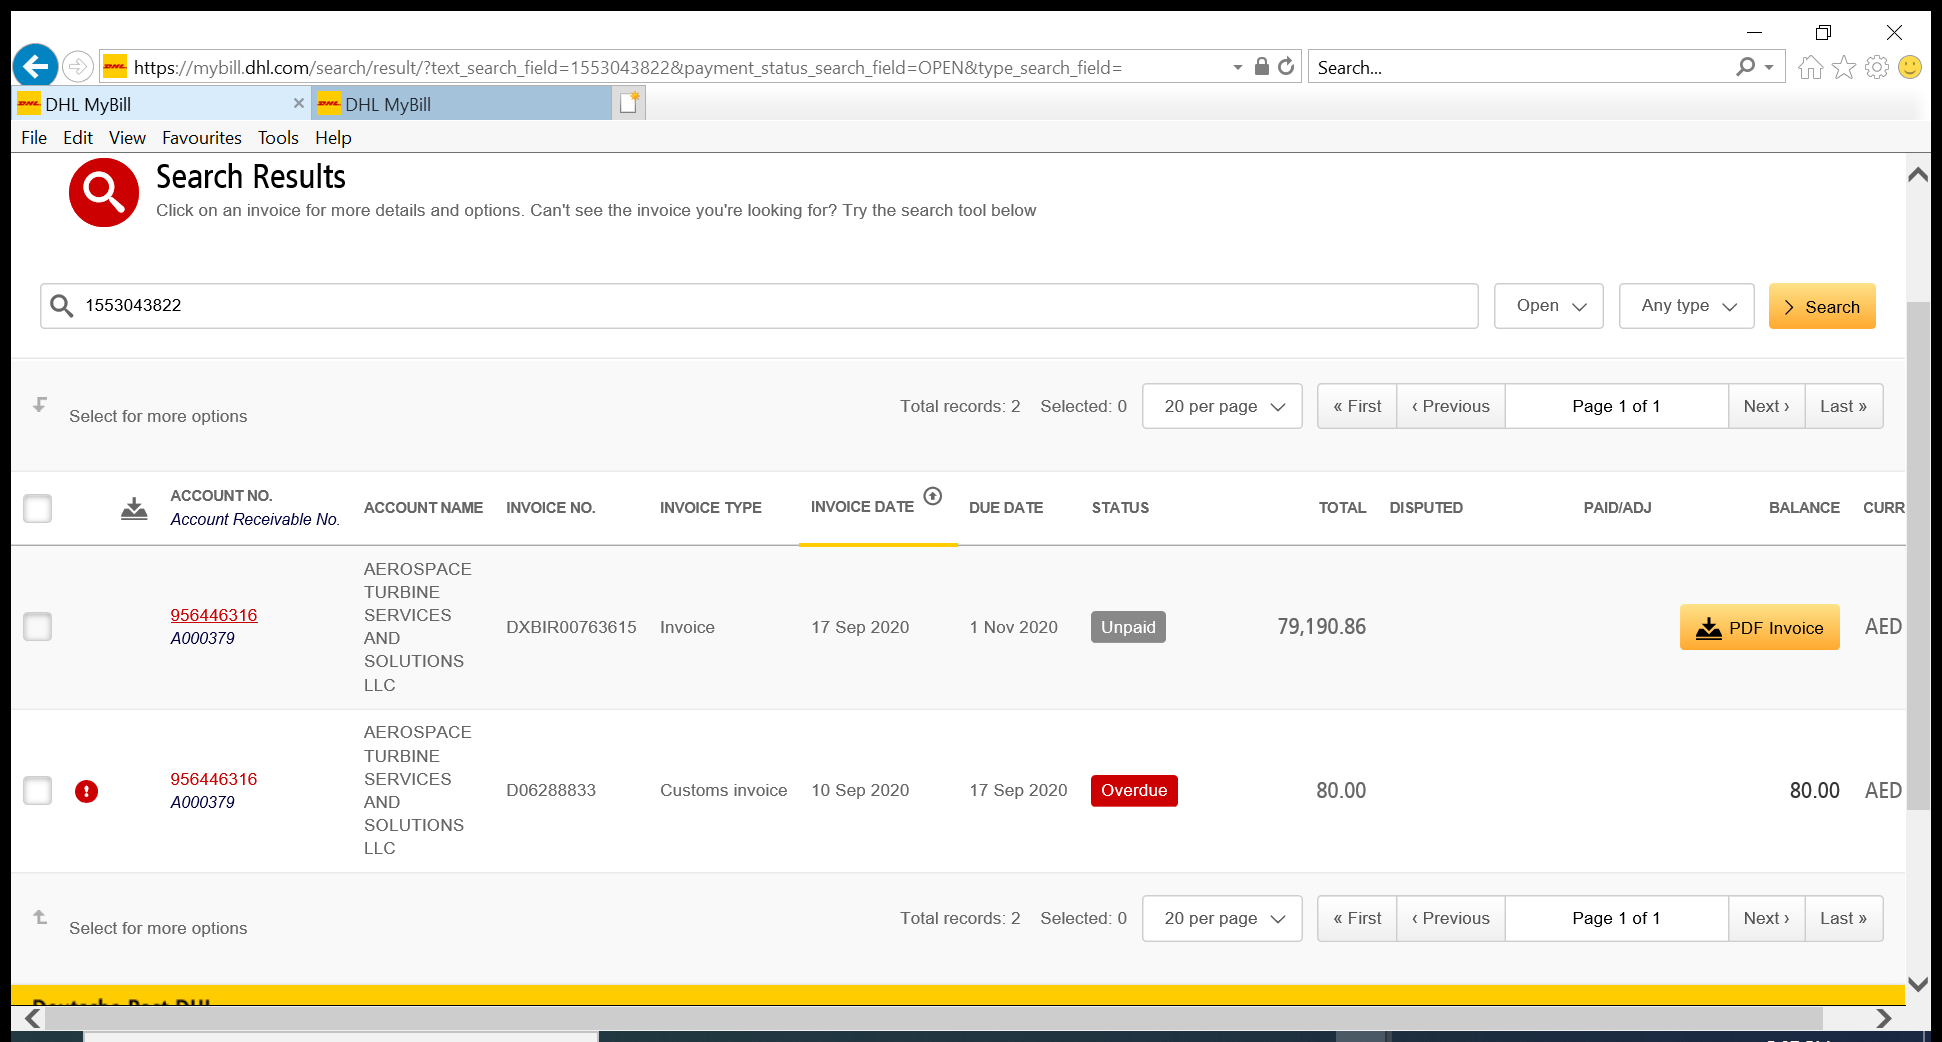 https://mybill.dhl.com/search/result/?text_search_field=1553043822&payment_status_search_field=OPEN&type_search_field=
Search...
DHL MyBill
DHL MyBill
File Edit View Favourites Tools Help
Search Results
Click on an invoice for more details and options. Can't see the invoice you're looking for? Try the search tool below
1553043822
Open
Any type
Search
Select for more options
Total records: 2 Selected: 0
20 per page
« First ‹ Previous Page 1 of 1 Next › Last »
ACCOUNT NO.
Account Receivable No.
ACCOUNT NAME
INVOICE NO.
INVOICE TYPE
INVOICE DATE
DUE DATE
STATUS
TOTAL
DISPUTED
PAID/ADJ
BALANCE
CURR
956446316
A000379
AEROSPACE
TURBINE
SERVICES
AND
SOLUTIONS
LLC
DXBIR00763615
Invoice
17 Sep 2020
1 Nov 2020
Unpaid
79,190.86
PDF Invoice
AED
956446316
A000379
AEROSPACE
TURBINE
SERVICES
AND
SOLUTIONS
LLC
D06288833
Customs invoice
10 Sep 2020
17 Sep 2020
Overdue
80.00
80.00
AED
Select for more options
Total records: 2 Selected: 0
20 per page
« First ‹ Previous Page 1 of 1 Next › Last »
Deutsche Post DHL